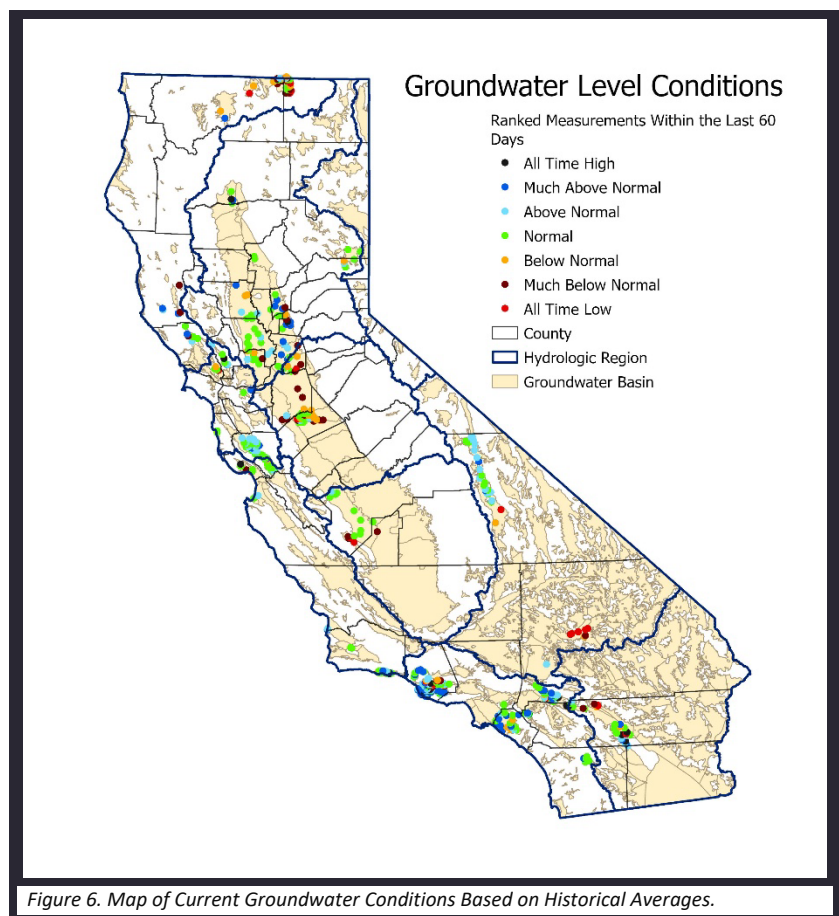 Groundwater Level Conditions
Ranked Measurements Within the Last 60
Days
All Time High
Much Above Normal
Above Normal
Normal
Below Normal
Much Below Normal
All Time Low
County
Hydrologic Region
Groundwater Basin
Figure 6. Map of Current Groundwater Conditions Based on Historical Averages.